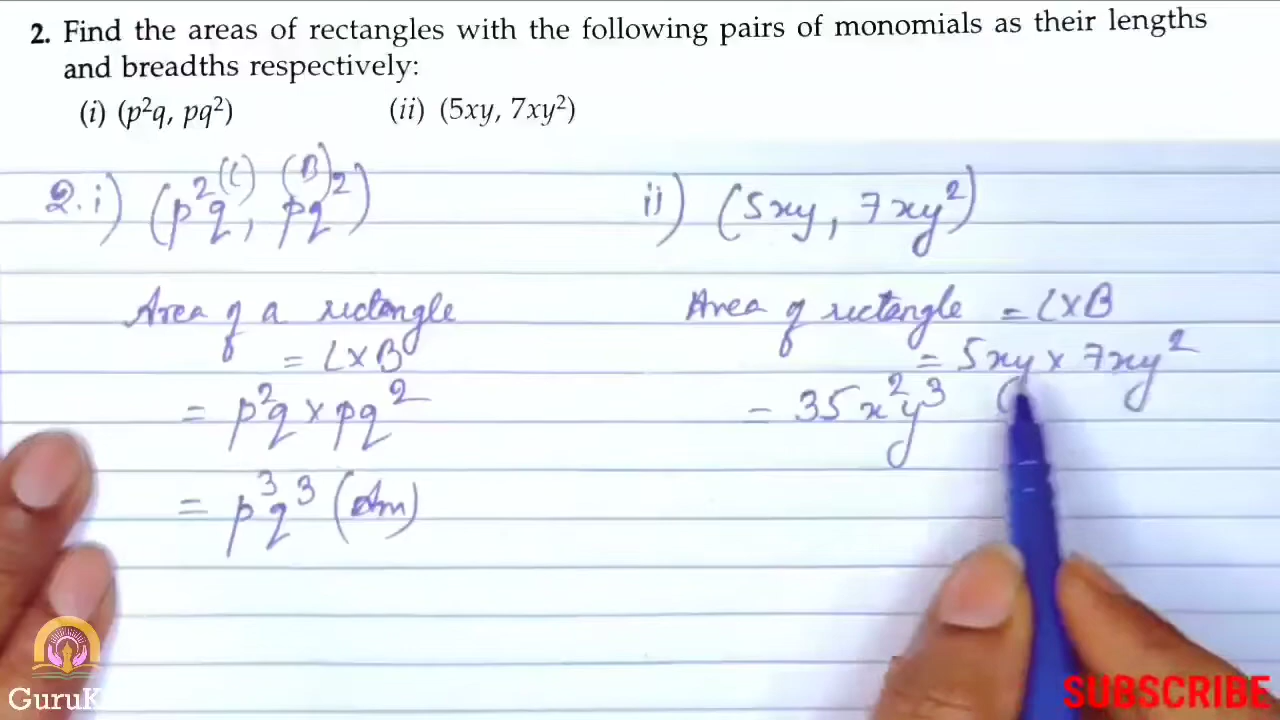 2. Find the areas of rectangles with the following pairs of monomials as their lengths
and breadths respectively:
(i) (p²q, pq²) (ii) (5xy, 7xy²)
(L) (B)
2.i) (p²q, pq²)
Area of a rectangle
= L×B
= p²q × pq²
= p³q³ (Ans)
ii) (5xy, 7xy²)
Area of rectangle = L×B
= 5xy × 7xy²
= 35x²y³
GuruK
SUBSCRIBE